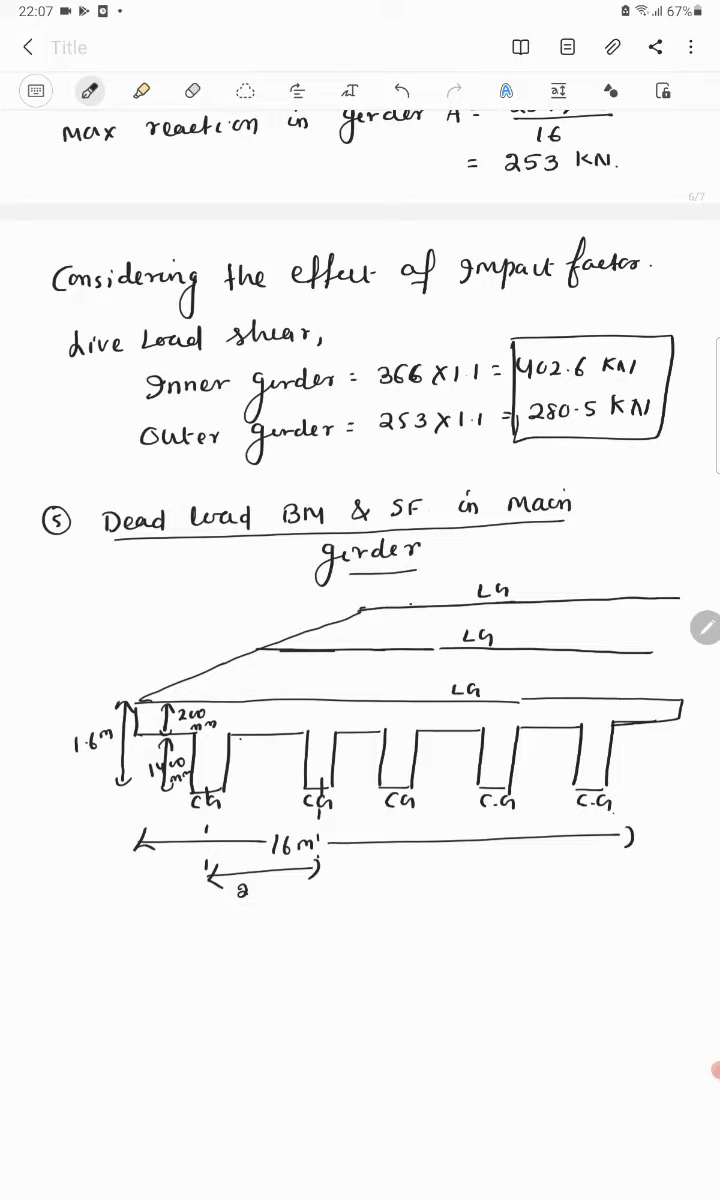 22:07 67%
Title
Max reaction in girder A =
16
= 253 KN.
6/7
Considering the effect of Impact factor.
Live Load shear,
Inner girder = 366 X 1.1 = 402.6 KN
Outer girder = 253 X 1.1 = 280.5 KN
⑤ Dead load BM & SF in Main
girder
LG
LG
LG
200
mm
1.6m
1400
mm
CG CG CG C.G C.G
16m
2